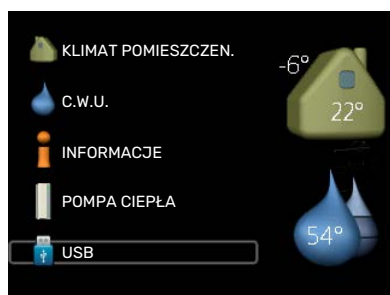 KLIMAT POMIESZCZEN.
-6°
22°
C.W.U.
INFORMACJE
POMPA CIEPŁA
54°
USB